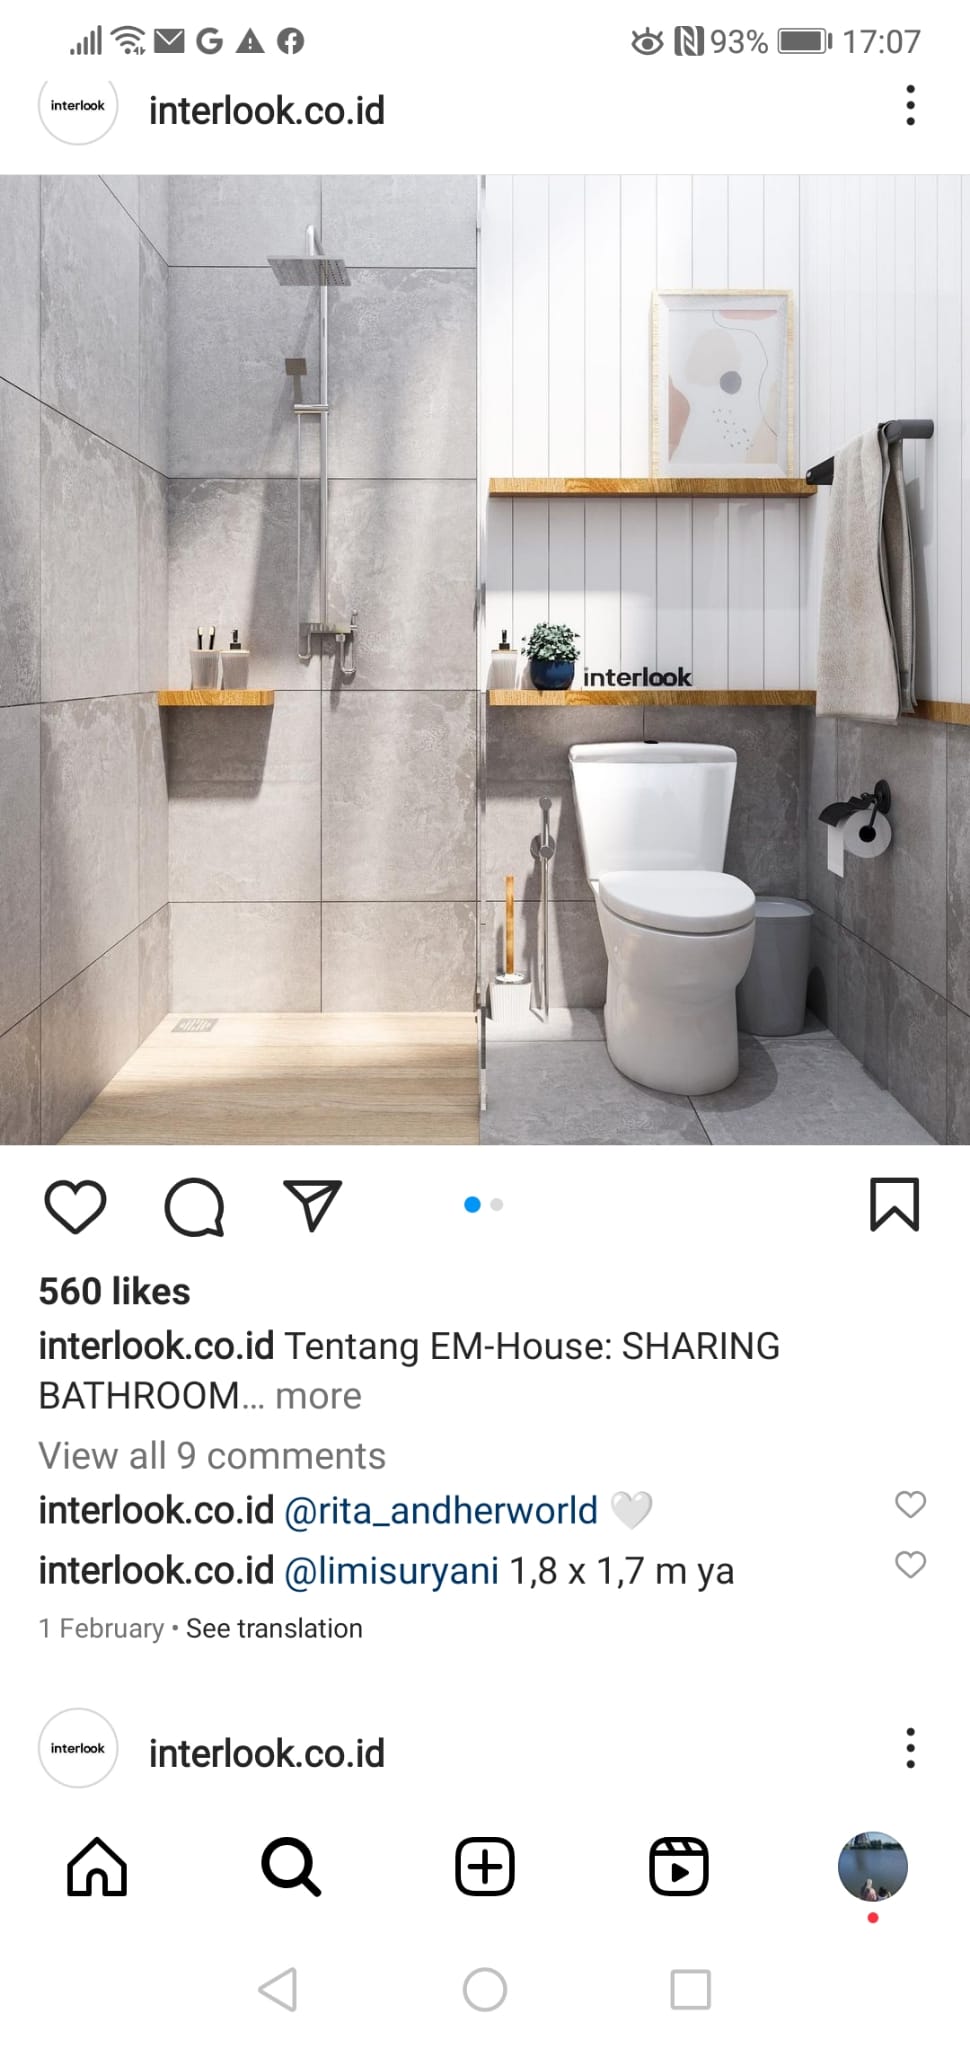 93% 17:07
interlook interlook.co.id
interlook
560 likes
interlook.co.id Tentang EM-House: SHARING
BATHROOM... more
View all 9 comments
interlook.co.id @rita_andherworld 🤍
interlook.co.id @limisuryani 1,8 x 1,7 m ya
1 February • See translation
interlook interlook.co.id